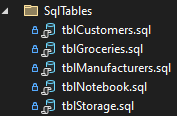 SqlTables
tblCustomers.sql
tblGroceries.sql
tblManufacturers.sql
tblNotebook.sql
tblStorage.sql